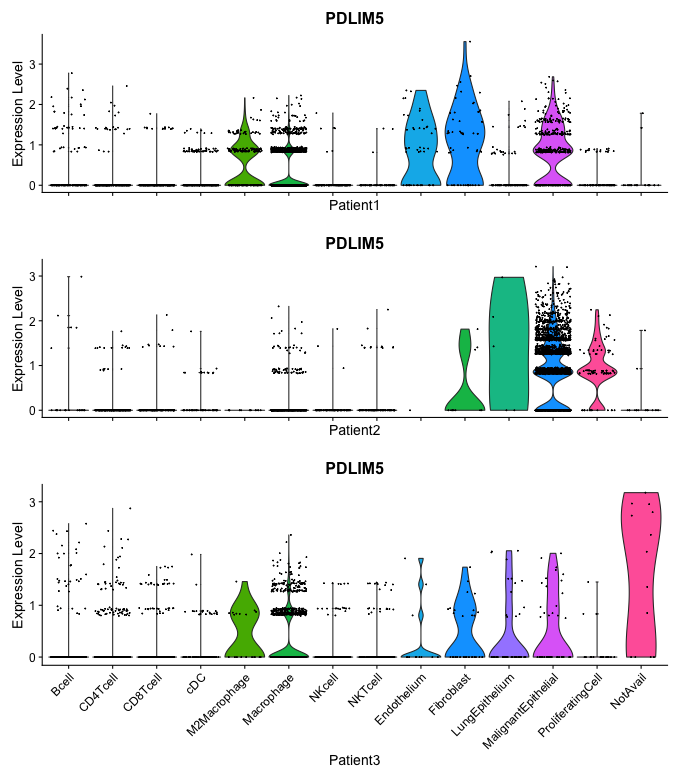 PDLIM5
Expression Level
3
2
1
0
Patient1
PDLIM5
Expression Level
3
2
1
0
Patient2
PDLIM5
Expression Level
3
2
1
0
Bcell
CD4Tcell
CD8Tcell
cDC
M2Macrophage
Macrophage
NKcell
NKTcell
Endothelium
Fibroblast
LungEpithelium
MalignantEpithelial
ProliferatingCell
NotAvail
Patient3